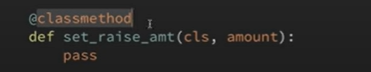 @classmethod
def set_raise_amt(cls, amount):
    pass